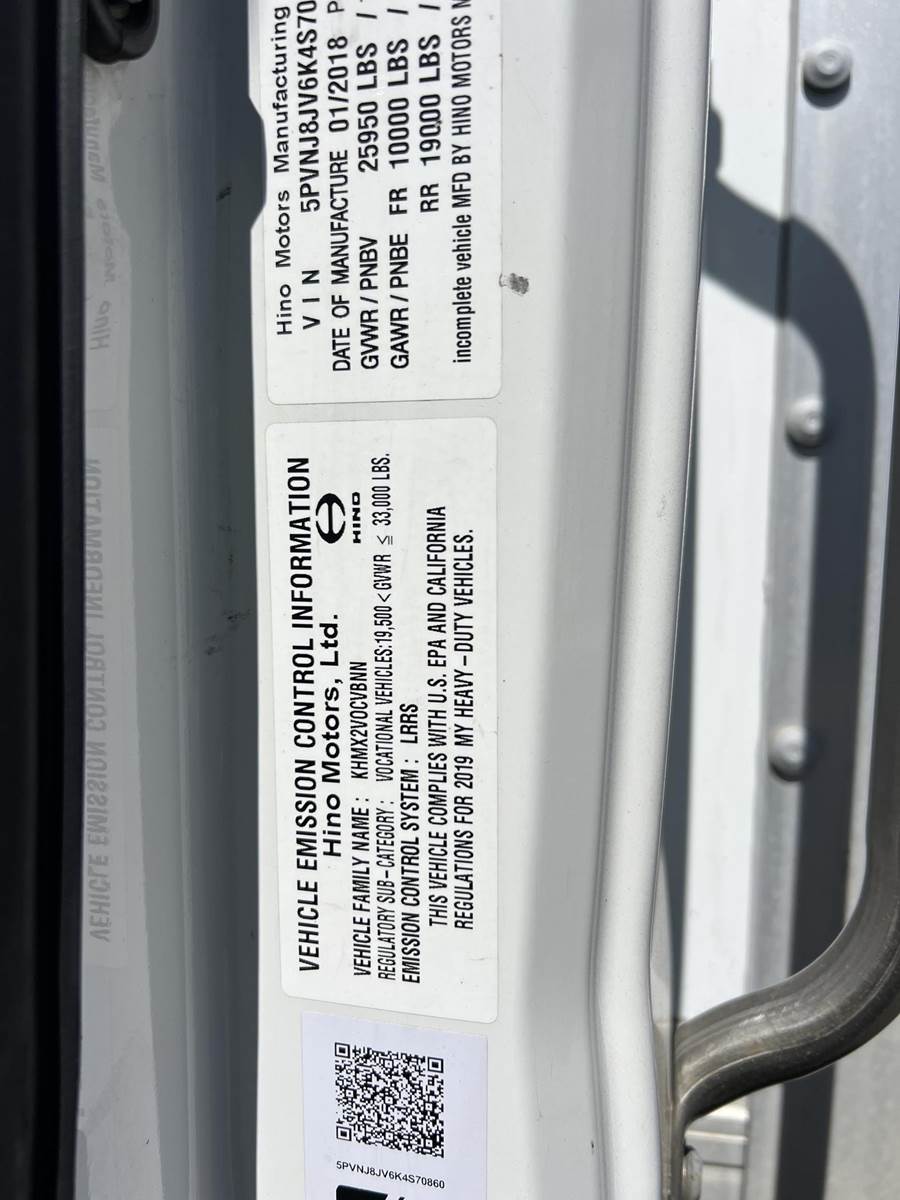 Hino Motors Manufacturing
VIN 5PVNJ8JV6K4S70
DATE OF MANUFACTURE 01/2018 P
GVWR / PNBV 25950 LBS /
GAWR / PNBE FR 10000 LBS /
RR 19000 LBS /
incomplete vehicle MFD BY HINO MOTORS
VEHICLE EMISSION CONTROL INFORMATION
Hino Motors, Ltd.
HINO
VEHICLE FAMILY NAME : KHMX2VOCVBNN
REGULATORY SUB-CATEGORY : VOCATIONAL VEHICLES:19,500 < GVWR ≦ 33,000 LBS.
EMISSION CONTROL SYSTEM : LRRS
THIS VEHICLE COMPLIES WITH U.S. EPA AND CALIFORNIA
REGULATIONS FOR 2019 MY HEAVY-DUTY VEHICLES.
5PVNJ8JV6K4S70860